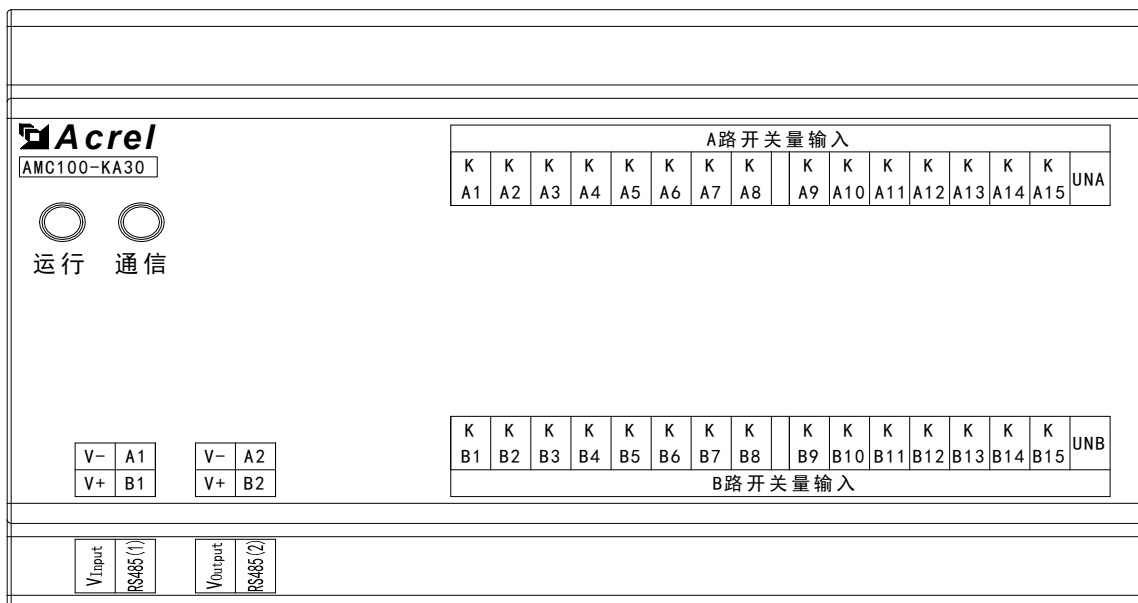 Acrel
AMC100-KA30
运行 通信
A路开关量输入
K K K K K K K K K K K K K K K UNA
A1 A2 A3 A4 A5 A6 A7 A8 A9 A10 A11 A12 A13 A14 A15
K K K K K K K K K K K K K K K UNB
B1 B2 B3 B4 B5 B6 B7 B8 B9 B10 B11 B12 B13 B14 B15
B路开关量输入
V- A1 V- A2
V+ B1 V+ B2
VInput RS485(1) VOutput RS485(2)